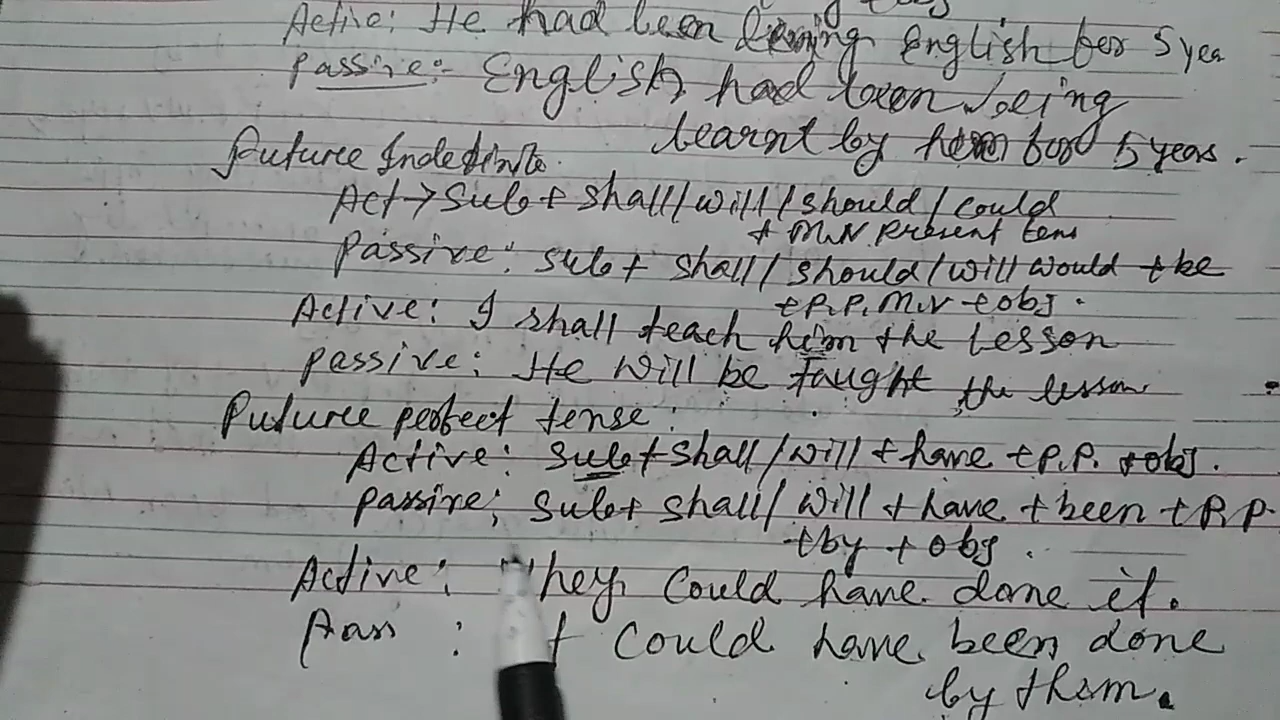 Active: He had been learning English for 5 yea
Passive:- English had been being
learnt by him for 5 years.
Future Indefinite.
Act→ Sub + shall/will/should/could
+ M.V. Present tens
Passive: sub + shall/should/will would + be
+ P.P. M.V + obj.
Active: I shall teach him the Lesson
Passive: He will be taught the lesson
Future perfect tense:
Active: Sub + shall/will + have + P.P. + obj.
Passive: Sub + shall/will + have + been + P.P.
+ by + obj.
Active: They could have done it.
Pass : could have been done
by them.